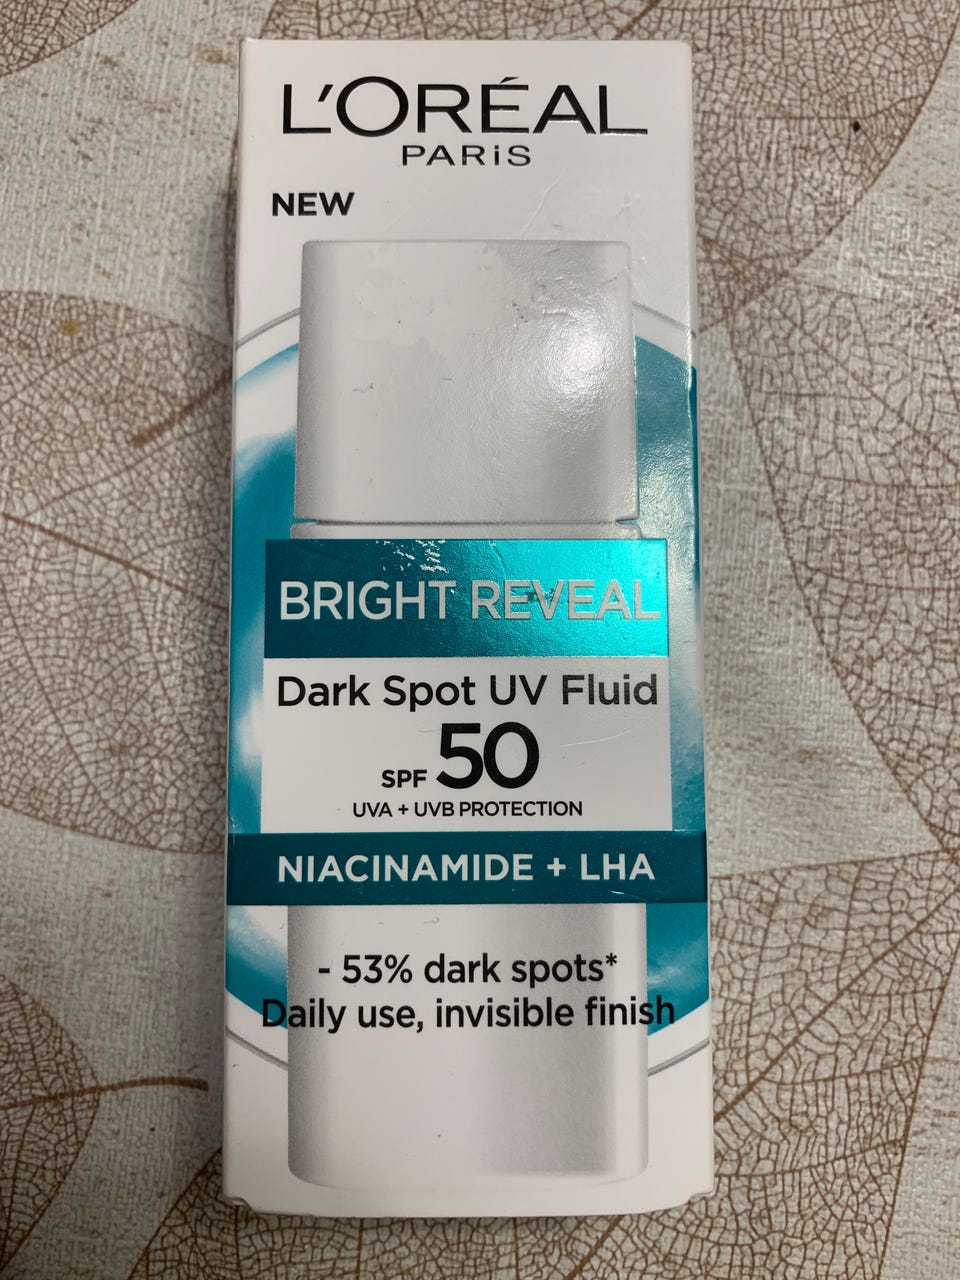 L'ORÉAL
PARiS
NEW
BRIGHT REVEAL
Dark Spot UV Fluid
SPF 50
UVA + UVB PROTECTION
NIACINAMIDE + LHA
- 53% dark spots*
Daily use, invisible finish